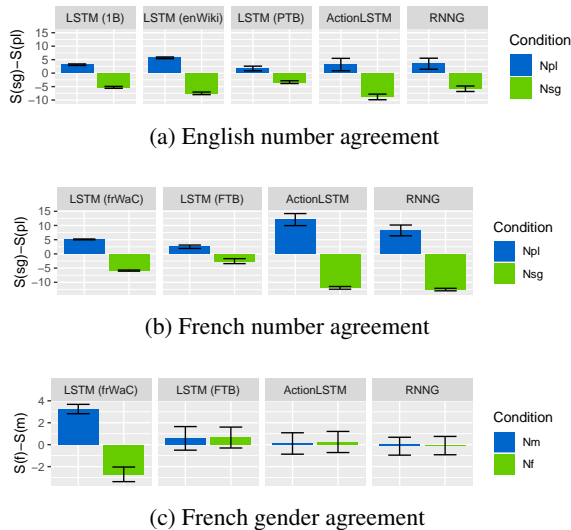 LSTM (1B) LSTM (enWiki) LSTM (PTB) ActionLSTM RNNG
S(sg)−S(pl)
15
10
5
0
−5
−10
Condition
Npl
Nsg
(a) English number agreement
LSTM (frWaC) LSTM (FTB) ActionLSTM RNNG
S(sg)−S(pl)
15
10
5
0
−5
−10
Condition
Npl
Nsg
(b) French number agreement
LSTM (frWaC) LSTM (FTB) ActionLSTM RNNG
S(f)−S(m)
4
2
0
−2
Condition
Nm
Nf
(c) French gender agreement